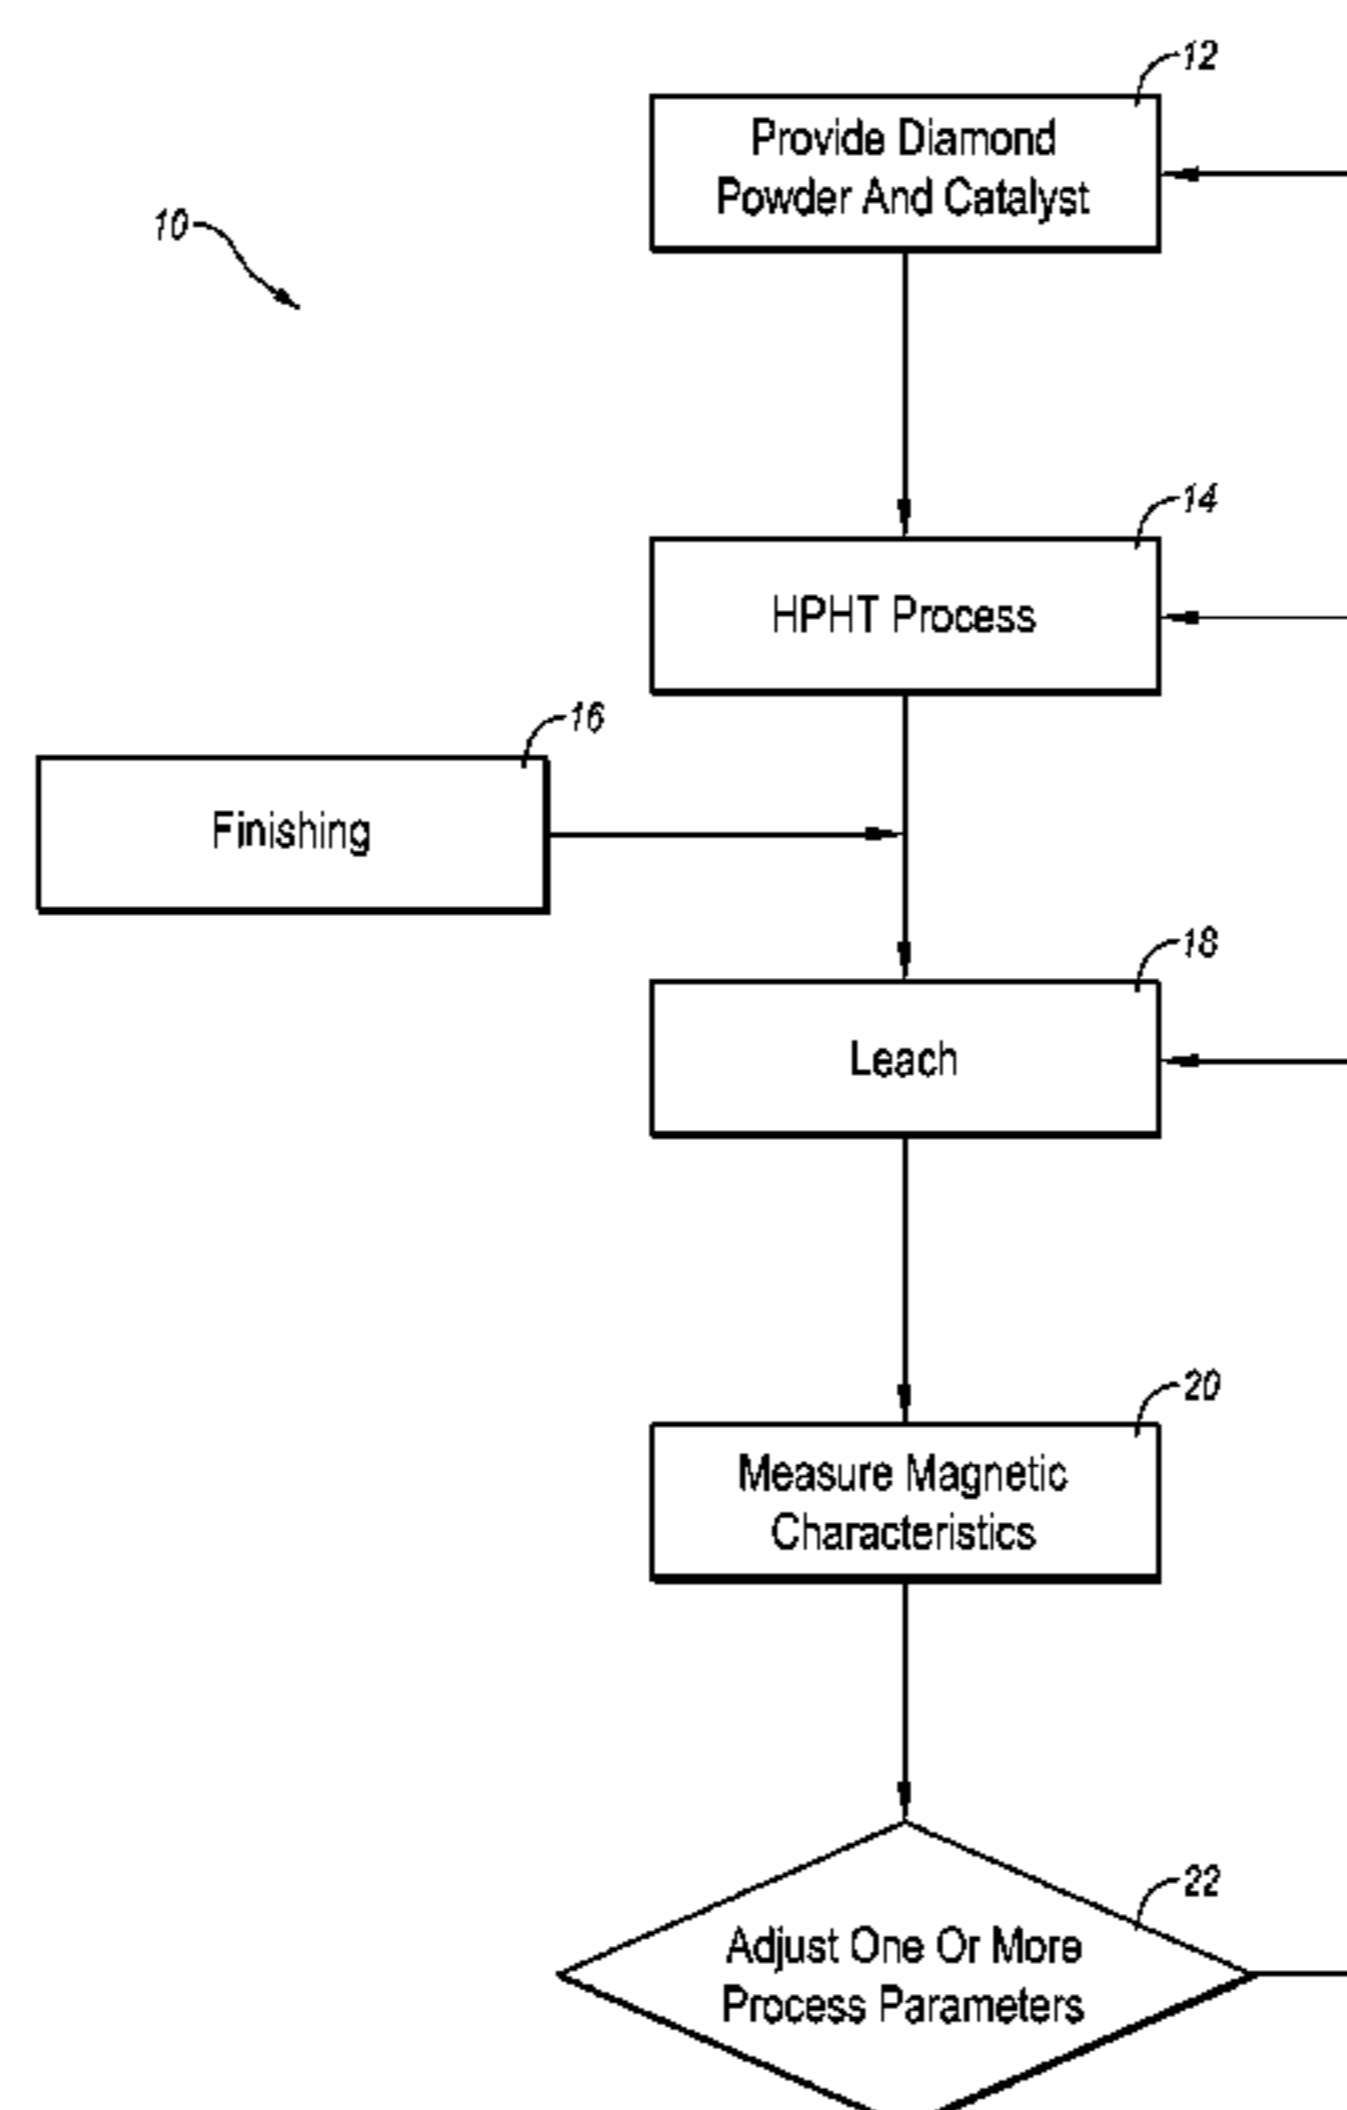 12
Provide Diamond
Powder And Catalyst
10
14
HPHT Process
16
Finishing
18
Leach
20
Measure Magnetic
Characteristics
22
Adjust One Or More
Process Parameters